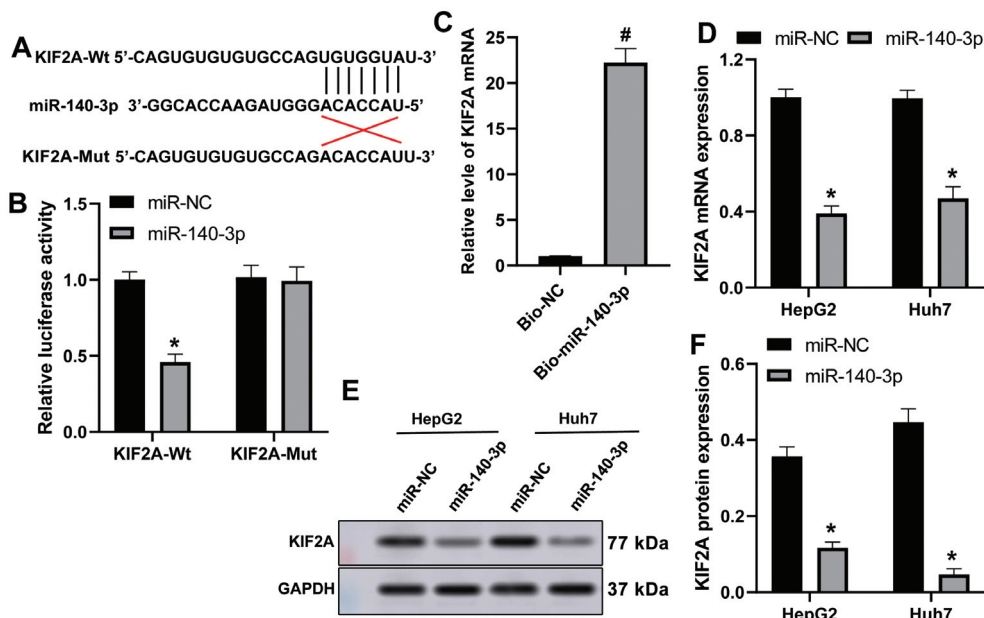 A
KIF2A-Wt 5’-CAGUGUGUGUGCCAGUGUGGUAU-3’
miR-140-3p 3’-GGCACCAAGAUGGGACACCAU-5’
KIF2A-Mut 5’-CAGUGUGUGUGCCAGACACCAUU-3’
B
miR-NC
miR-140-3p
Relative luciferase activity
1.5
1.0
0.5
0.0
*
KIF2A-Wt KIF2A-Mut
C
Relative levle of KIF2A mRNA
25
20
15
10
5
0
#
Bio-NC
Bio-miR-140-3p
D
miR-NC miR-140-3p
KIF2A mRNA expression
1.2
0.8
0.4
0.0
* *
HepG2 Huh7
E
HepG2 Huh7
miR-NC miR-140-3p miR-NC miR-140-3p
KIF2A 77 kDa
GAPDH 37 kDa
F
miR-NC
miR-140-3p
KIF2A protein expression
0.6
0.4
0.2
0.0
* *
HepG2 Huh7